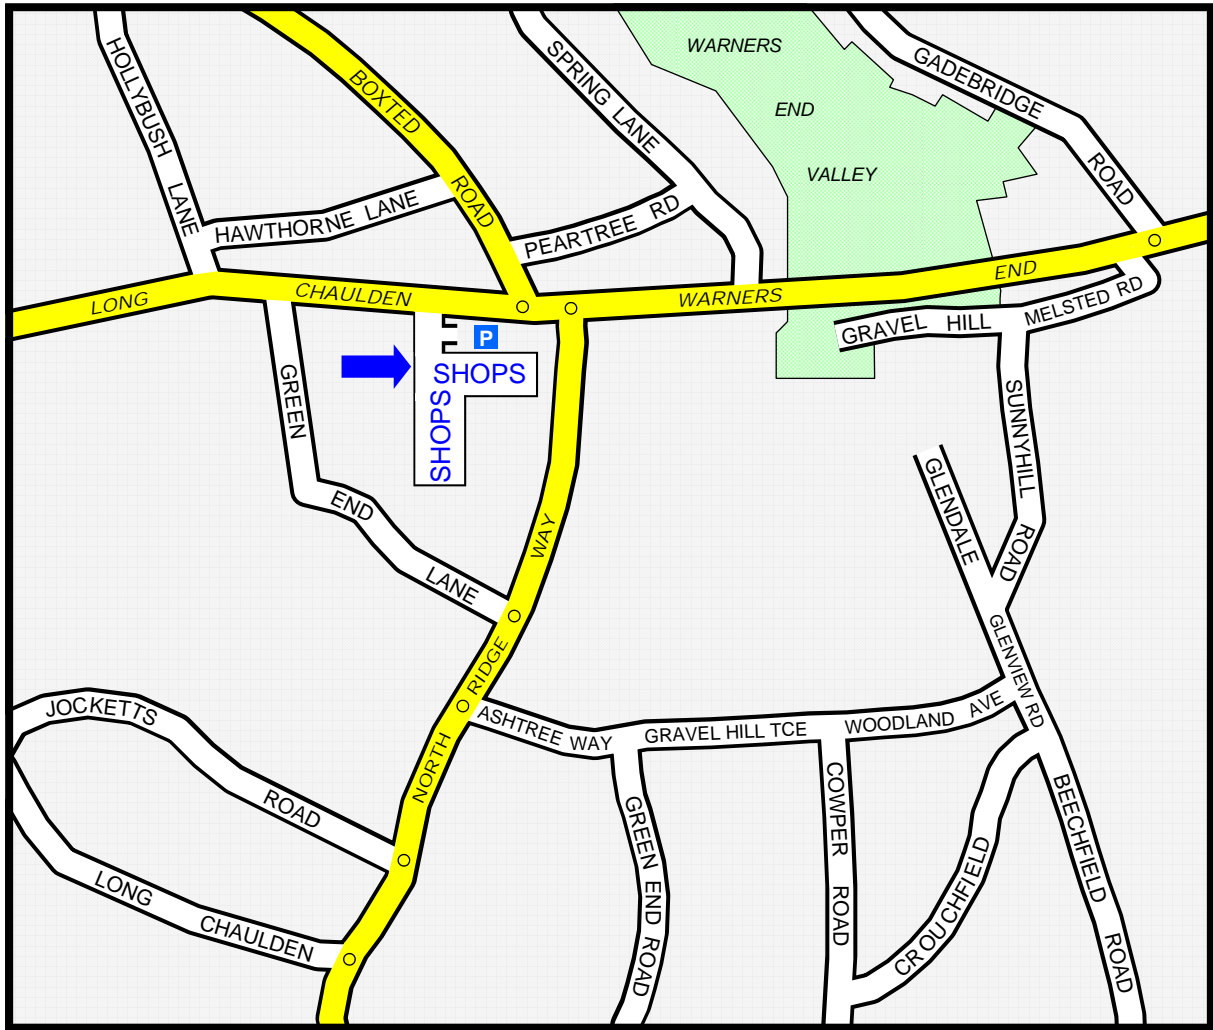 HOLLYBUSH LANE
BOXTED ROAD
SPRING LANE
WARNERS
END
VALLEY
GADEBRIDGE ROAD
HAWTHORNE LANE
PEARTREE RD
LONG CHAULDEN
WARNERS END
MELSTED RD
GRAVEL HILL
P
SHOPS
SHOPS
GREEN END LANE
SUNNYHILL ROAD
GLENDALE
NORTH RIDGE WAY
GLENVIEW RD
JOCKETTS ROAD
ASHTREE WAY
GRAVEL HILL TCE
WOODLAND AVE
COWPER ROAD
GREEN END ROAD
CROUCHFIELD
BEECHFIELD ROAD
LONG CHAULDEN